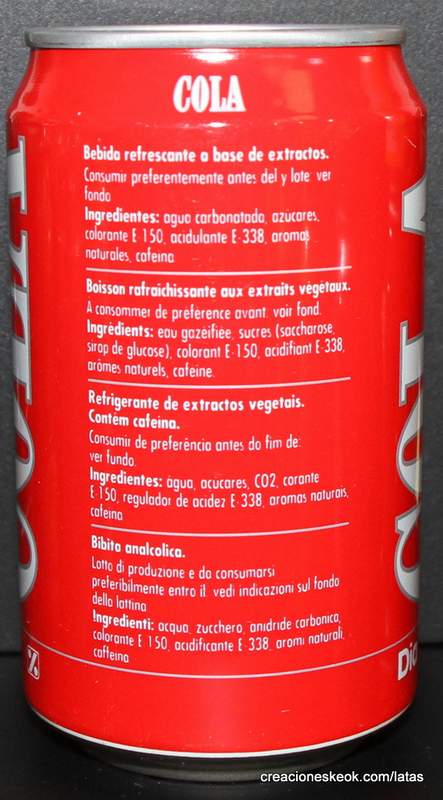 COLA
Bebida refrescante a base de extractos.
Consumir preferentemente antes del y lote: ver
fondo
Ingredientes: agua carbonatada, azúcares,
colorante E 150, acidulante E-338, aromas
naturales, cafeína
Boisson rafraîchissante aux extraits végétaux.
A consommer de préférence avant: voir fond.
Ingrédients: eau gazéifiée, sucres (saccharose,
sirop de glucose), colorant E-150, acidifiant E-338,
arômes naturels, caféine.
Refrigerante de extractos vegetais.
Contém cafeína.
Consumir de preferência antes do fim de:
ver fundo.
Ingredientes: água, açúcares, CO2, corante
E-150, regulador de acidez E-338, aromas naturais,
cafeína
Bibita analcolica.
Lotto di produzione e da consumarsi
preferibilmente entro il: vedi indicazioni sul fondo
della lattina
Ingredienti: acqua, zucchero, anidride carbonica,
colorante E 150, acidificante E-338, aromi naturali,
caffeina
%
Dia
creacioneskeok.com/latas